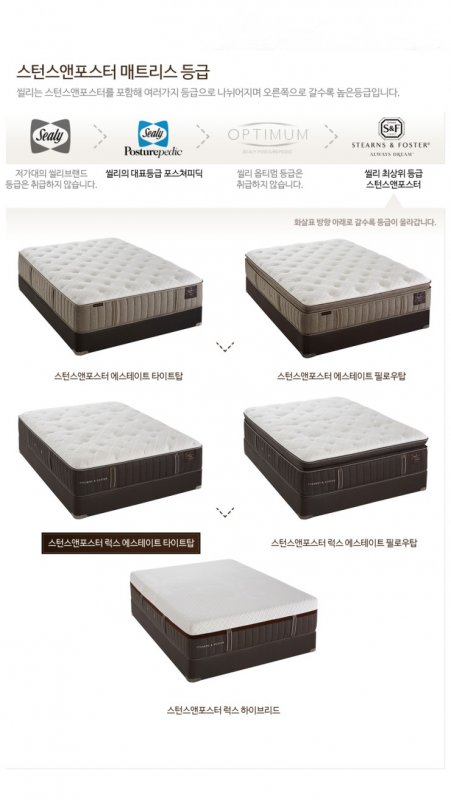 스턴스앤포스터 매트리스 등급
씰리는 스턴스앤포스터를 포함해 여러가지 등급으로 나뉘어지며 오른쪽으로 갈수록 높은등급입니다.
Sealy
Sealy
Posturepedic
OPTIMUM
SEALY POSTUREPEDIC
S&F
STEARNS & FOSTER®
ALWAYS DREAM™
저가대의 씰리브랜드
등급은 취급하지 않습니다.
씰리의 대표등급 포스쳐피딕
씰리 옵티멈 등급은
취급하지 않습니다.
씰리 최상위 등급
스턴스앤포스터
화살표 방향 아래로 갈수록 등급이 올라갑니다.
스턴스앤포스터 에스테이트 타이트탑
스턴스앤포스터 에스테이트 필로우탑
STEARNS & FOSTER
STEARNS & FOSTER
스턴스앤포스터 럭스 에스테이트 타이트탑
스턴스앤포스터 럭스 에스테이트 필로우탑
STEARNS & FOSTER
스턴스앤포스터 럭스 하이브리드